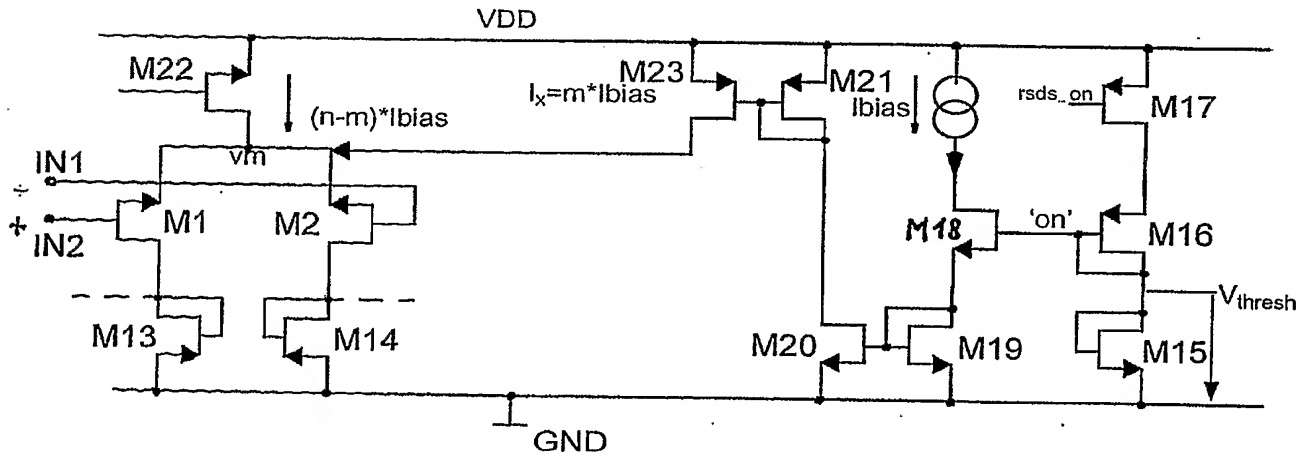 VDD
M22
M23
M21
Iₓ=m*Ibias
Ibias
rsds_on
M17
(n-m)*Ibias
vm
IN1
÷
+
IN2
M1
M2
M18
'on'
M16
V_thresh
M13
M14
M20
M19
M15
GND